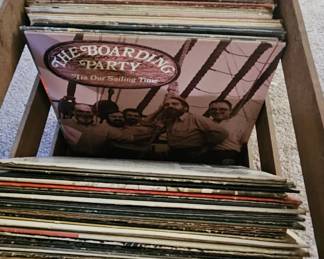 THE BOARDING
PARTY
"Tis Our Sailing Time"